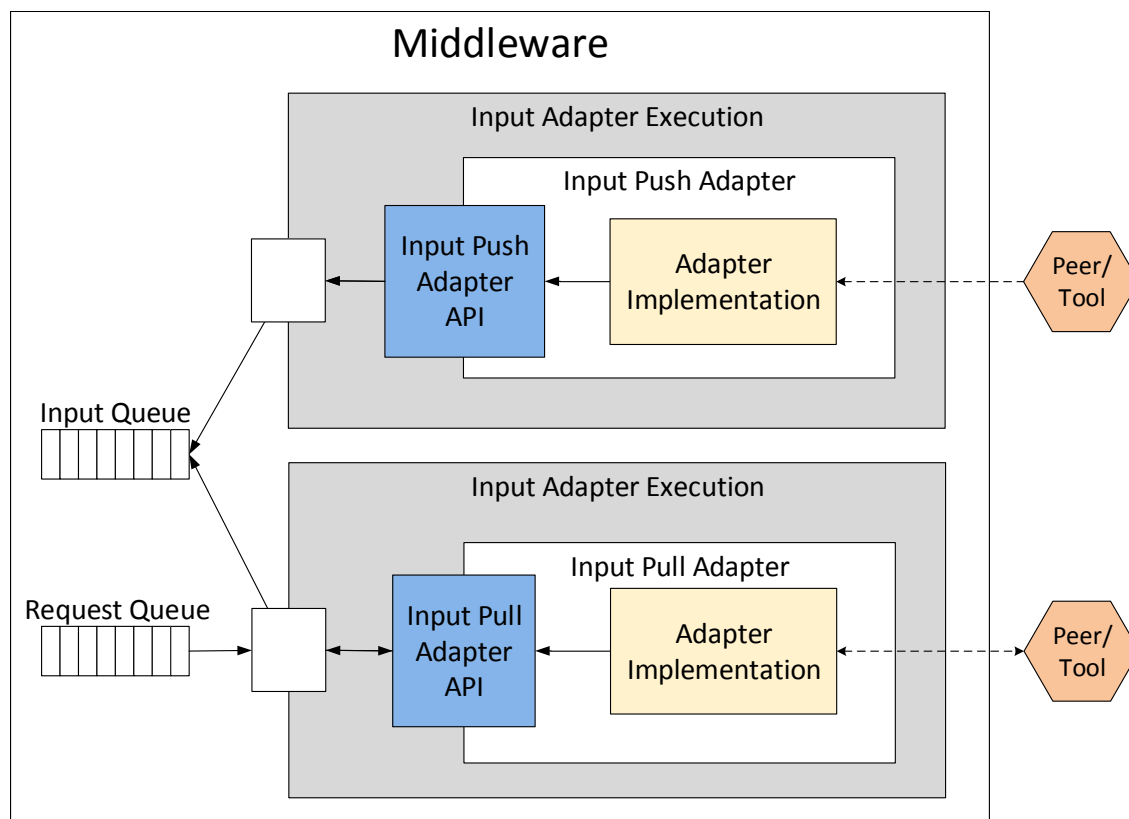 Middleware
Input Adapter Execution
Input Push Adapter
Input Push
Adapter
API
Adapter
Implementation
Peer/
Tool
Input Queue
Input Adapter Execution
Input Pull Adapter
Request Queue
Input Pull
Adapter
API
Adapter
Implementation
Peer/
Tool